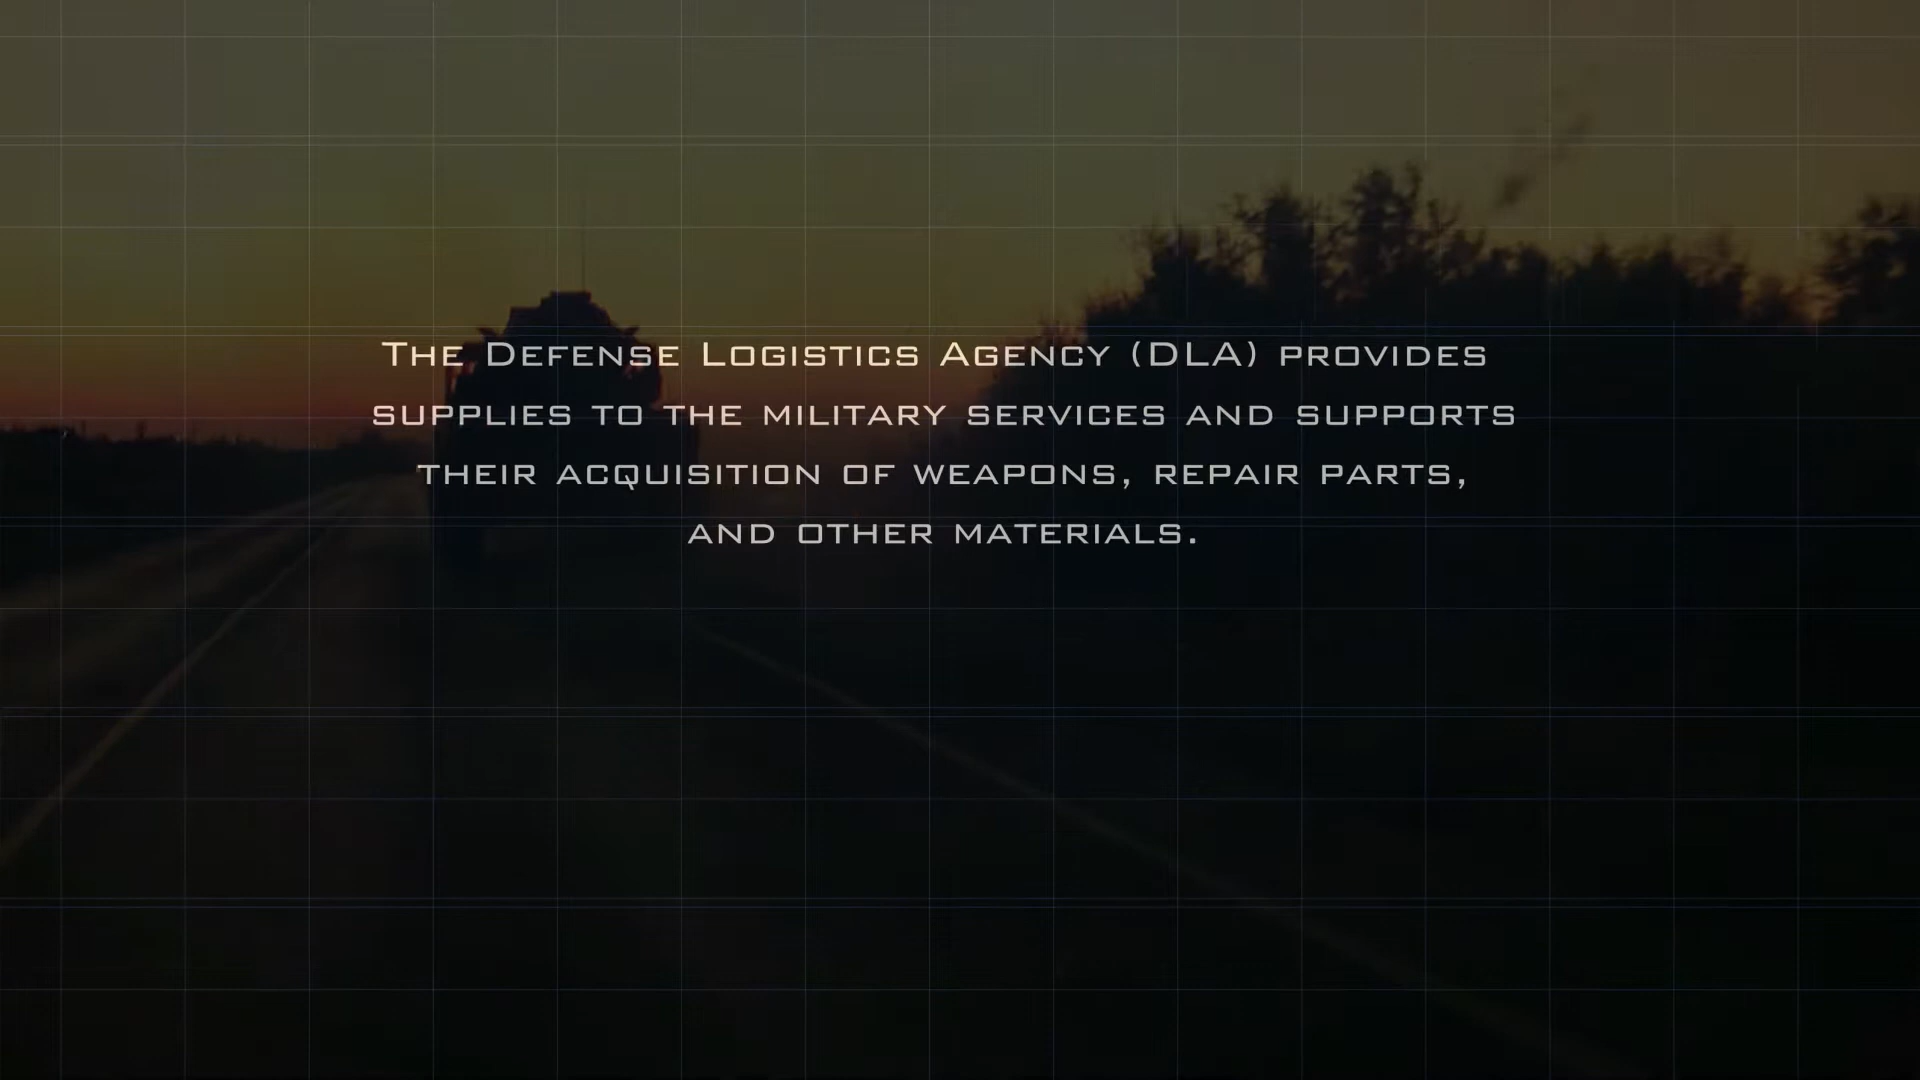 The Defense Logistics Agency (DLA) provides
supplies to the military services and supports
their acquisition of weapons, repair parts,
and other materials.